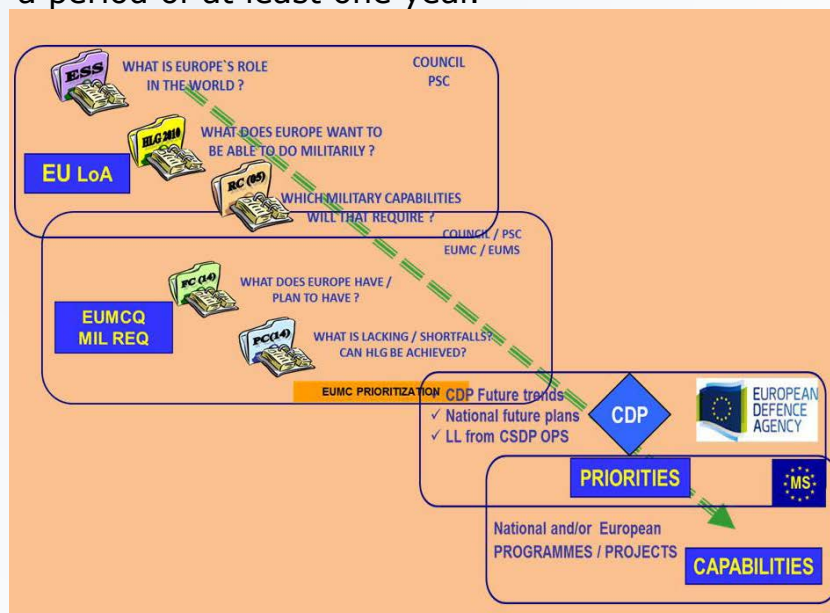 a period of at least one year.
ESS
WHAT IS EUROPE`S ROLE
IN THE WORLD ?
COUNCIL
PSC
HLG 2010
WHAT DOES EUROPE WANT TO
BE ABLE TO DO MILITARILY ?
EU LoA
RC (05)
WHICH MILITARY CAPABILITIES
WILL THAT REQUIRE ?
COUNCIL / PSC
EUMC / EUMS
FC (14)
WHAT DOES EUROPE HAVE /
PLAN TO HAVE ?
EUMCQ
MIL REQ
PC(14)
WHAT IS LACKING / SHORTFALLS?
CAN HLG BE ACHIEVED?
EUMC PRIORITIZATION
CDP Future trends
✓ National future plans
✓ LL from CSDP OPS
CDP
EUROPEAN
DEFENCE
AGENCY
PRIORITIES
MS
National and/or European
PROGRAMMES / PROJECTS
CAPABILITIES